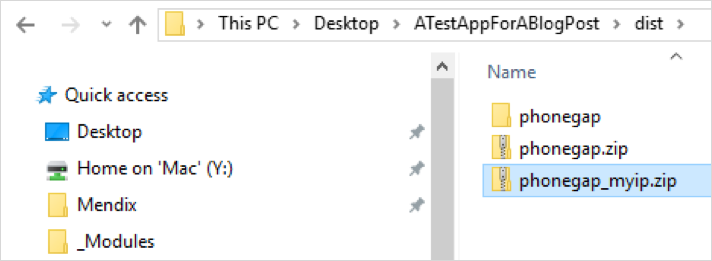 This PC > Desktop > ATestAppForABlogPost > dist >
Quick access
Desktop
Home on 'Mac' (Y:)
Mendix
_Modules
Name
phonegap
phonegap.zip
phonegap_myip.zip